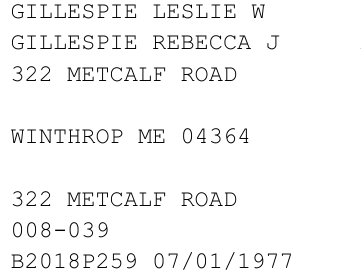 GILLESPIE LESLIE W
GILLESPIE REBECCA J
322 METCALF ROAD
WINTHROP ME 04364
322 METCALF ROAD
008-039
B2018P259 07/01/1977